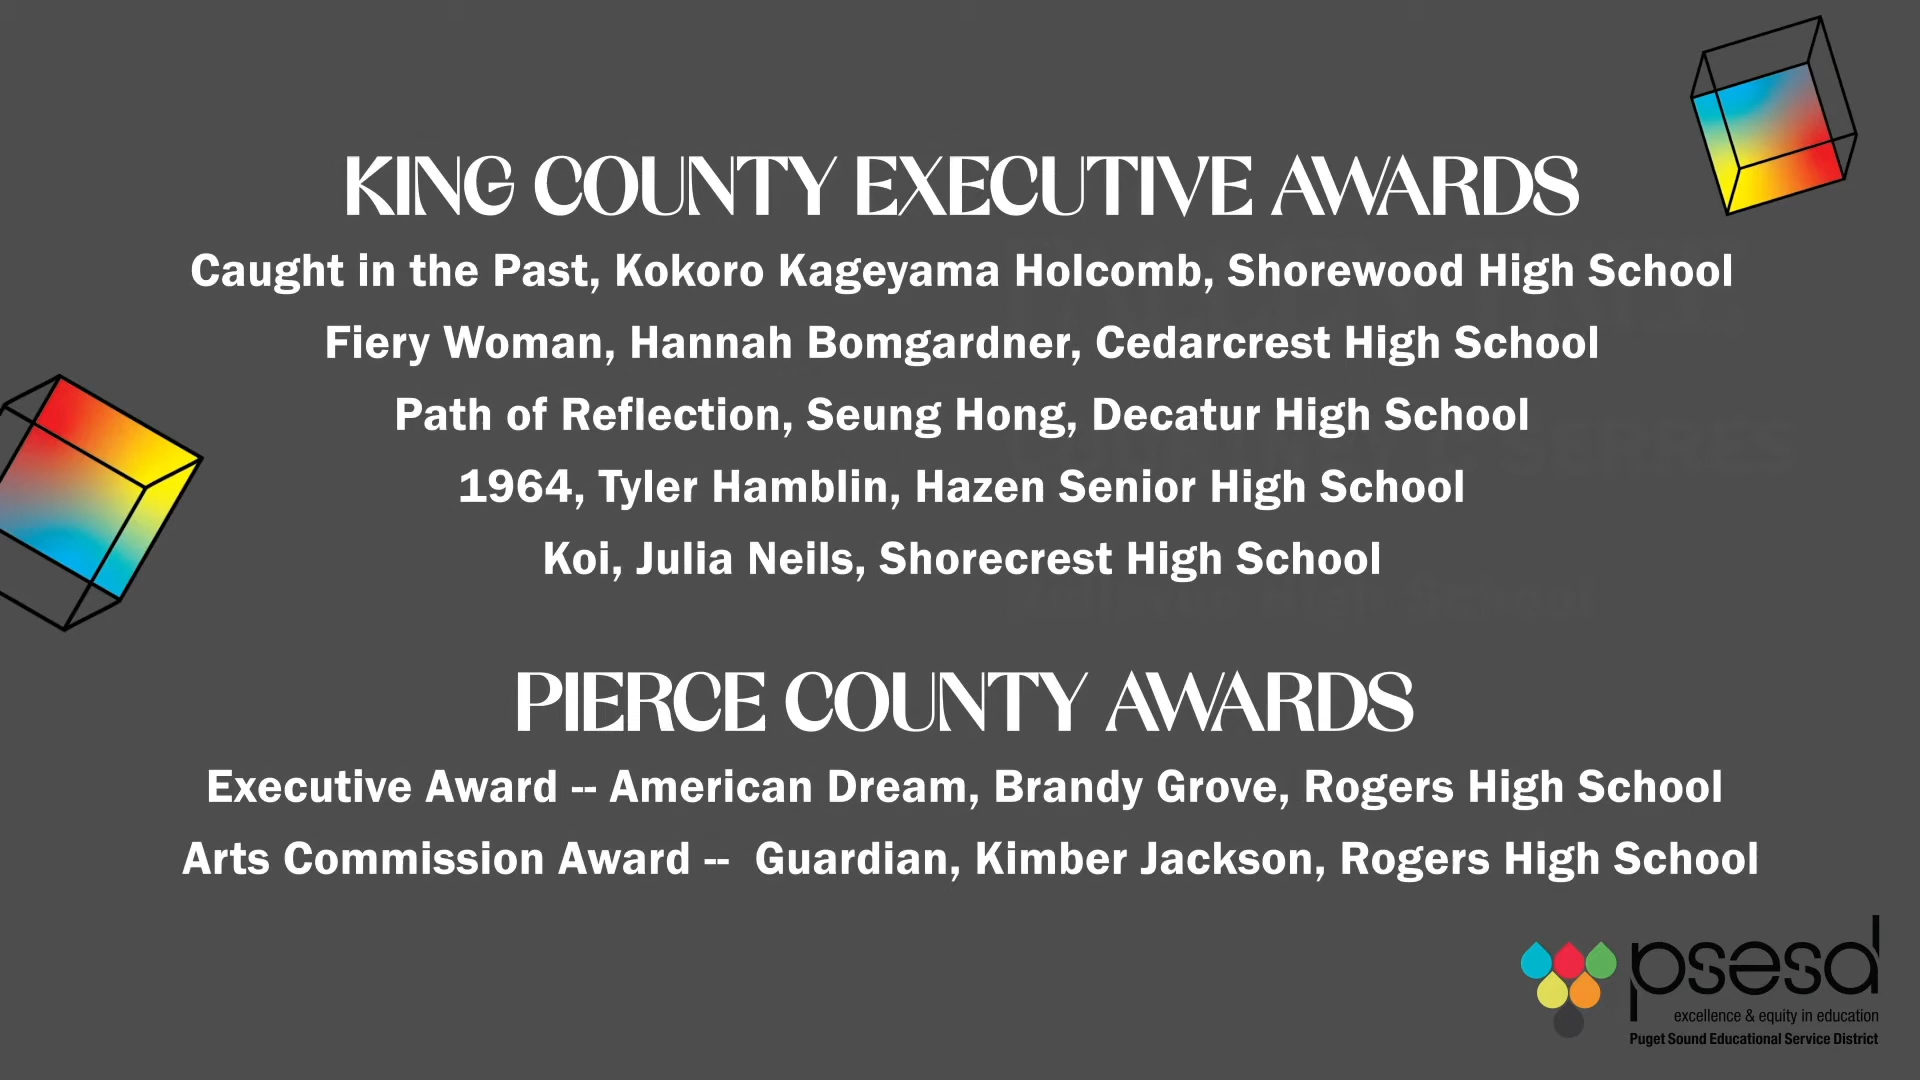 KING COUNTY EXECUTIVE AWARDS
Caught in the Past, Kokoro Kageyama Holcomb, Shorewood High School
Fiery Woman, Hannah Bomgardner, Cedarcrest High School
Path of Reflection, Seung Hong, Decatur High School
1964, Tyler Hamblin, Hazen Senior High School
Koi, Julia Neils, Shorecrest High School
PIERCE COUNTY AWARDS
Executive Award -- American Dream, Brandy Grove, Rogers High School
Arts Commission Award --  Guardian, Kimber Jackson, Rogers High School
psesd
excellence & equity in education
Puget Sound Educational Service District